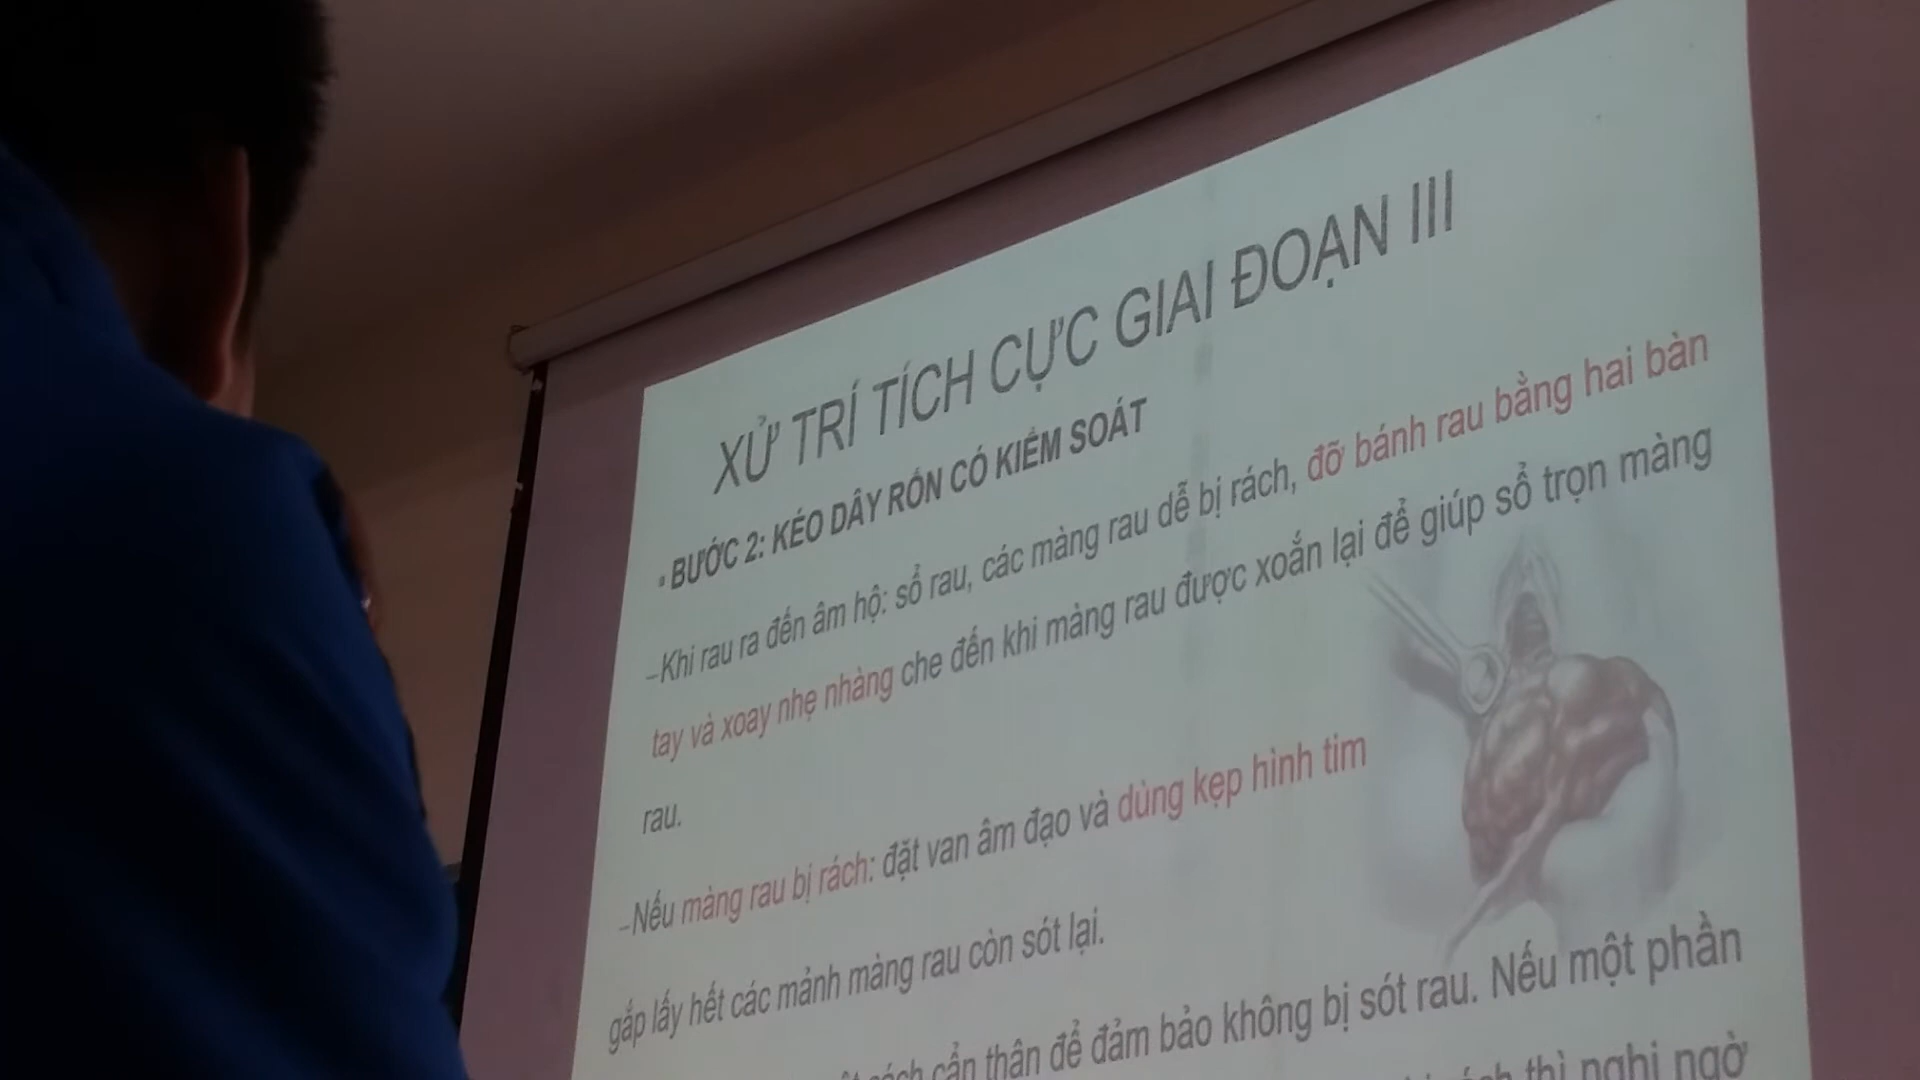 XỬ TRÍ TÍCH CỰC GIAI ĐOẠN III
▪ BƯỚC 2: KÉO DÂY RỐN CÓ KIỂM SOÁT
–Khi rau ra đến âm hộ: sổ rau, các màng rau dễ bị rách, đỡ bánh rau bằng hai bàn
tay và xoay nhẹ nhàng che đến khi màng rau được xoắn lại để giúp sổ trọn màng
rau.
–Nếu màng rau bị rách: đặt van âm đạo và dùng kẹp hình tim
gắp lấy hết các mảnh màng rau còn sót lại.
cẩn thân để đảm bảo không bị sót rau. Nếu một phần
thì nghi ngờ